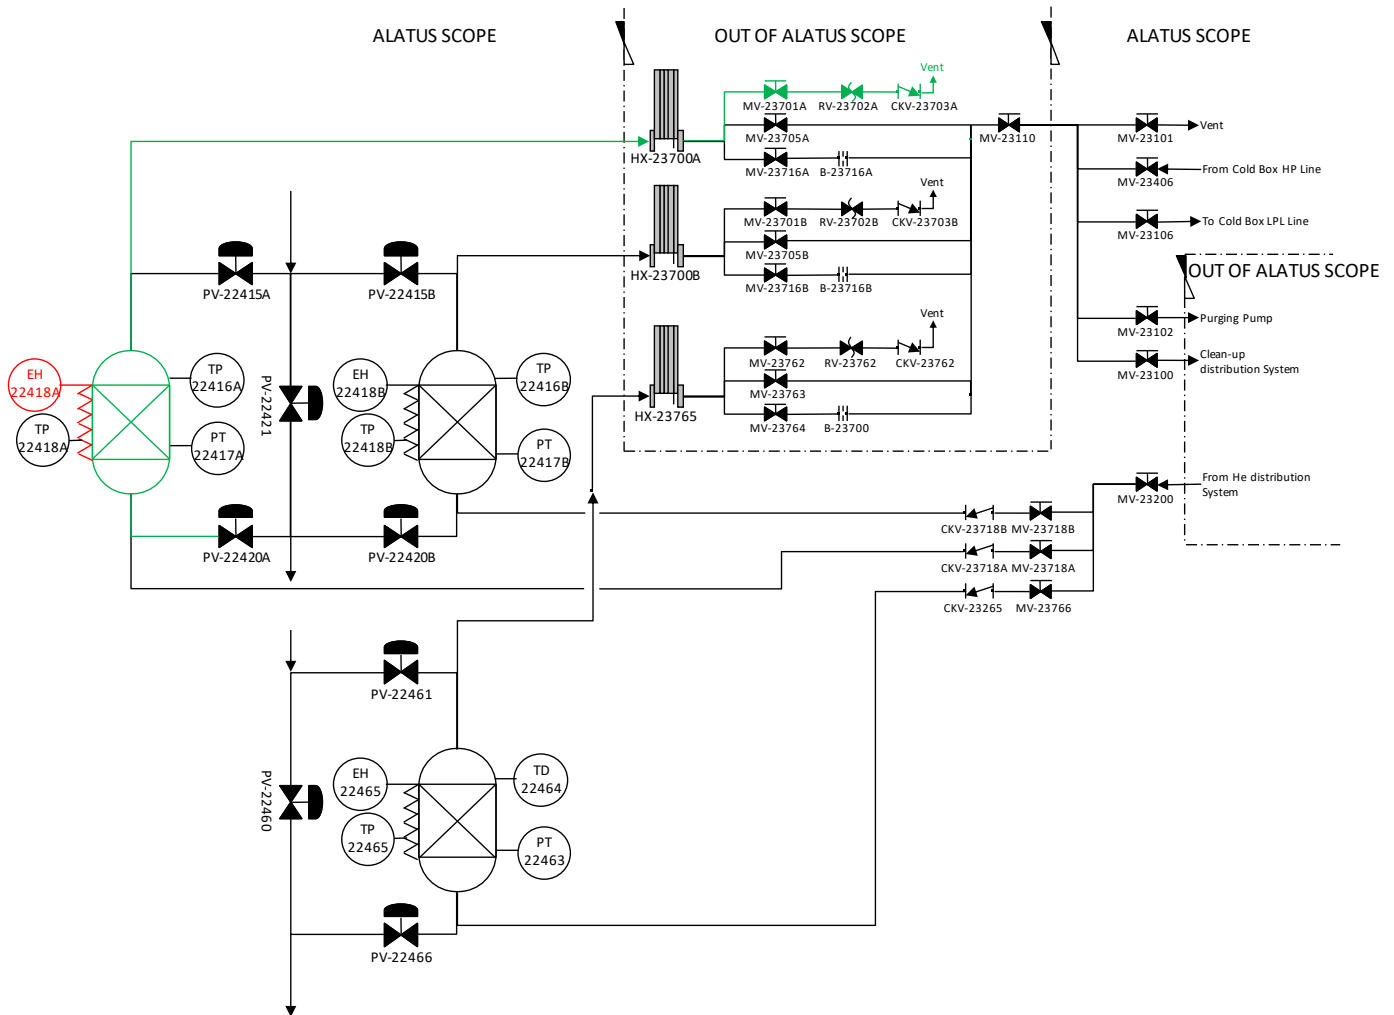 ALATUS SCOPE
OUT OF ALATUS SCOPE
ALATUS SCOPE
Vent
MV-23701A
RV-23702A
CKV-23703A
MV-23705A
MV-23110
MV-23101
Vent
HX-23700A
MV-23716A
B-23716A
MV-23406
From Cold Box HP Line
Vent
MV-23701B
RV-23702B
CKV-23703B
MV-23106
To Cold Box LPL Line
MV-23705B
HX-23700B
MV-23716B
B-23716B
OUT OF ALATUS SCOPE
PV-22415A
PV-22415B
Vent
MV-23102
Purging Pump
MV-23762
RV-23762
CKV-23762
MV-23100
Clean-up
distribution System
EH
22418A
TP
22416A
PV-22421
EH
22418B
TP
22416B
MV-23763
HX-23765
MV-23764
B-23700
TP
22418A
PT
22417A
TP
22418B
PT
22417B
MV-23200
From He distribution
System
PV-22420A
PV-22420B
CKV-23718B
MV-23718B
CKV-23718A
MV-23718A
CKV-23265
MV-23766
PV-22461
PV-22460
EH
22465
TD
22464
TP
22465
PT
22463
PV-22466